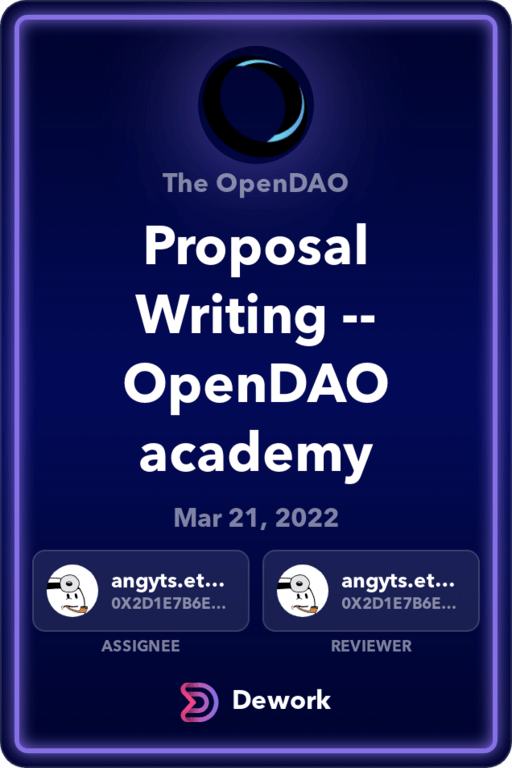 The OpenDAO
Proposal
Writing --
OpenDAO
academy
Mar 21, 2022
angyts.et... angyts.et...
0X2D1E7B6E... 0X2D1E7B6E...
ASSIGNEE REVIEWER
Dework